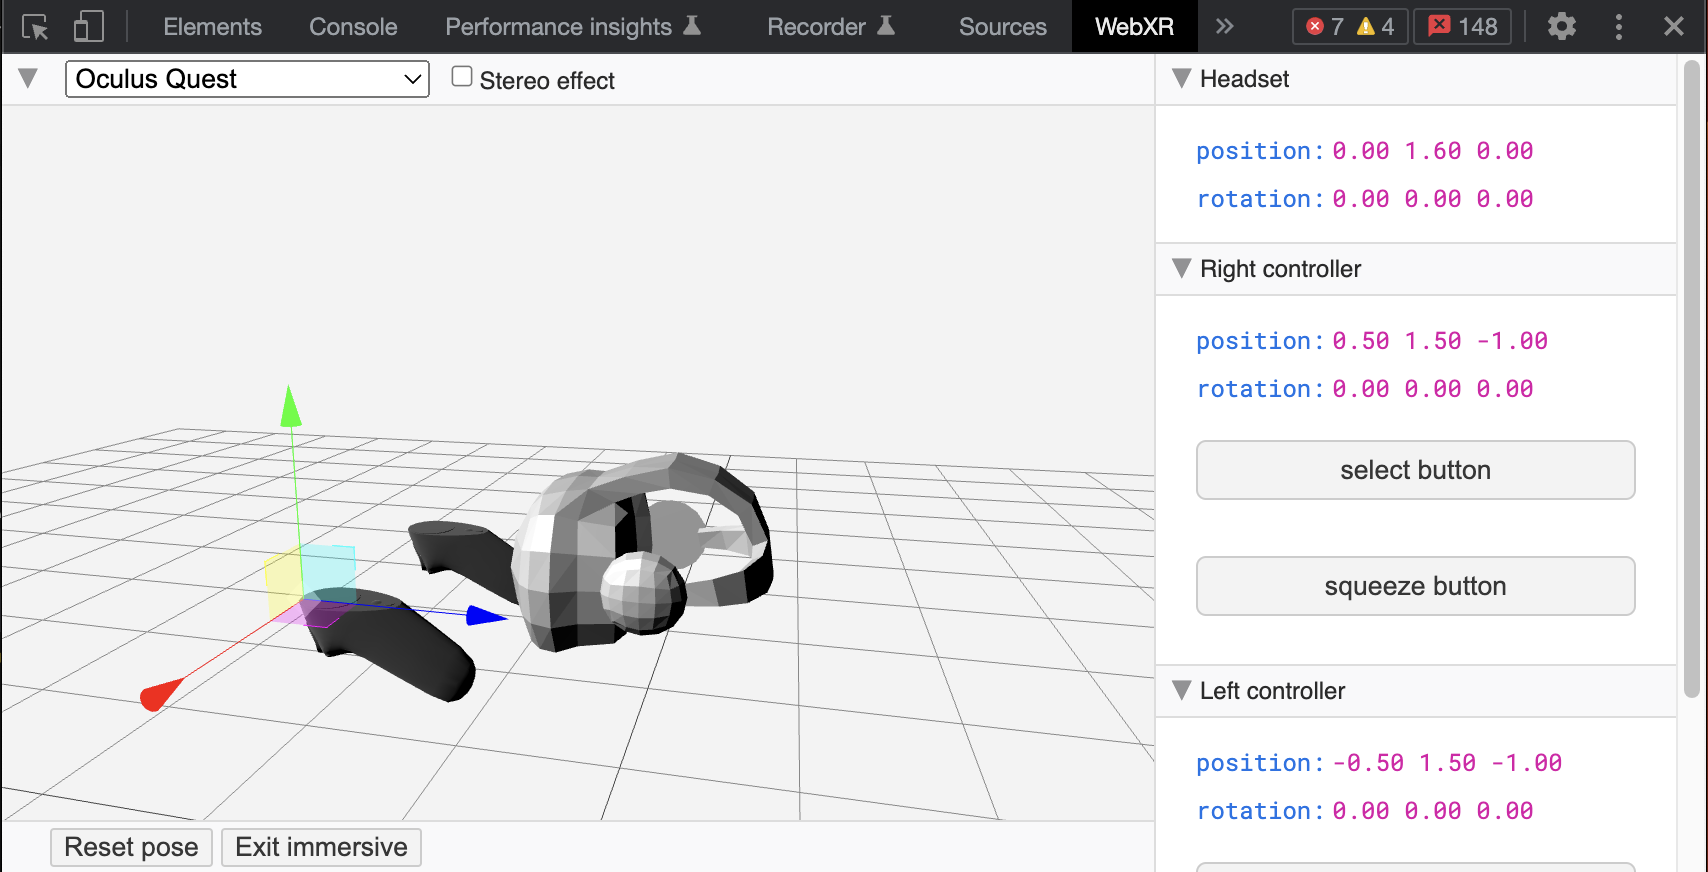 Elements Console Performance insights Recorder Sources WebXR » 7 4 148
Oculus Quest Stereo effect
Headset
position: 0.00 1.60 0.00
rotation: 0.00 0.00 0.00
Right controller
position: 0.50 1.50 -1.00
rotation: 0.00 0.00 0.00
select button
squeeze button
Left controller
position: -0.50 1.50 -1.00
rotation: 0.00 0.00 0.00
Reset pose Exit immersive